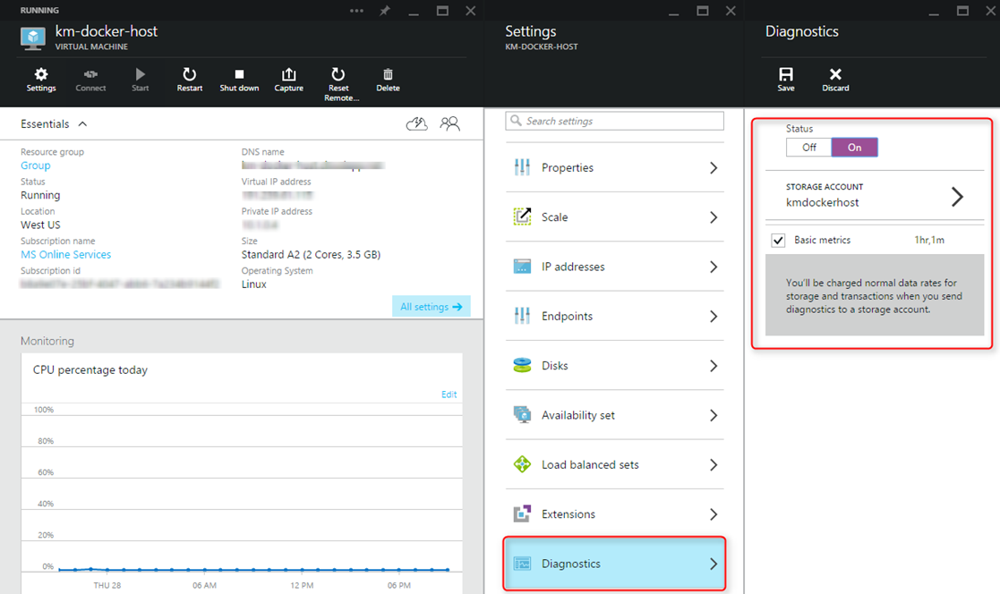 RUNNING
km-docker-host
VIRTUAL MACHINE
Settings
Connect
Start
Restart
Shut down
Capture
Reset
Remote...
Delete
Essentials
Resource group
Group
Status
Running
Location
West US
Subscription name
MS Online Services
Subscription id
DNS name
Virtual IP address
Private IP address
Size
Standard A2 (2 Cores, 3.5 GB)
Operating System
Linux
All settings →
Monitoring
CPU percentage today
Edit
100%
80%
60%
40%
20%
0%
THU 28
06 AM
12 PM
06 PM
Settings
KM-DOCKER-HOST
Search settings
Properties
Scale
IP addresses
Endpoints
Disks
Availability set
Load balanced sets
Extensions
Diagnostics
Diagnostics
Save
Discard
Status
Off
On
STORAGE ACCOUNT
kmdockerhost
Basic metrics 1hr,1m
You'll be charged normal data rates for
storage and transactions when you send
diagnostics to a storage account.